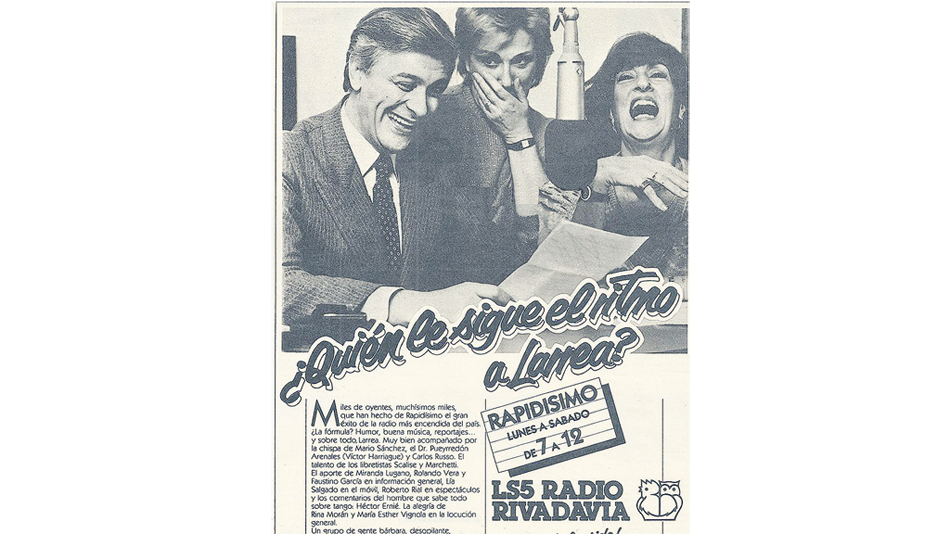 ¿Quién le sigue el ritmo
a Larrea?
Miles de oyentes, muchísimos miles,
que han hecho de Rapidísimo el gran
éxito de la radio más encendida del país.
¿La fórmula? Humor, buena música, reportajes...
y sobre todo, Larrea. Muy bien acompañado por
la chispa de Mario Sánchez, el Dr. Pueyrredón
Arenales (Víctor Harriague) y Carlos Russo. El
talento de los libretistas Scalise y Marchetti.
El aporte de Miranda Lugano, Rolando Vera y
Faustino García en información general, Lía
Salgado en el móvil, Roberto Rial en espectáculos
y los comentarios del hombre que sabe todo
sobre tango: Héctor Ernié. La alegría de
Rina Morán y María Esther Vignola en la locución
general.
Un grupo de gente bárbara, desopilante,
RAPIDISIMO
LUNES A SABADO
DE 7 A 12
LS5 RADIO
RIVADAVIA